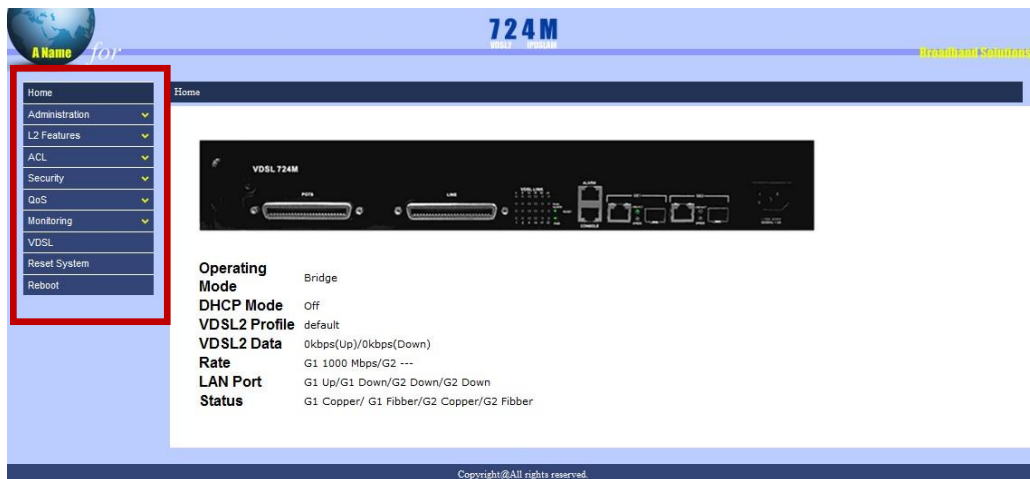 724M
VDSL2 IPDSLAM
A Name for
Broadband Solutions
Home
Administration
L2 Features
ACL
Security
QoS
Monitoring
VDSL
Reset System
Reboot
Home
VDSL 724M
POTS
LINE
VDSL LINK
ALARM
CONSOLE
Operating Mode Bridge
DHCP Mode Off
VDSL2 Profile default
VDSL2 Data 0kbps(Up)/0kbps(Down)
Rate G1 1000 Mbps/G2 ---
LAN Port G1 Up/G1 Down/G2 Down/G2 Down
Status G1 Copper/ G1 Fibber/G2 Copper/G2 Fibber
Copyright@All rights reserved.